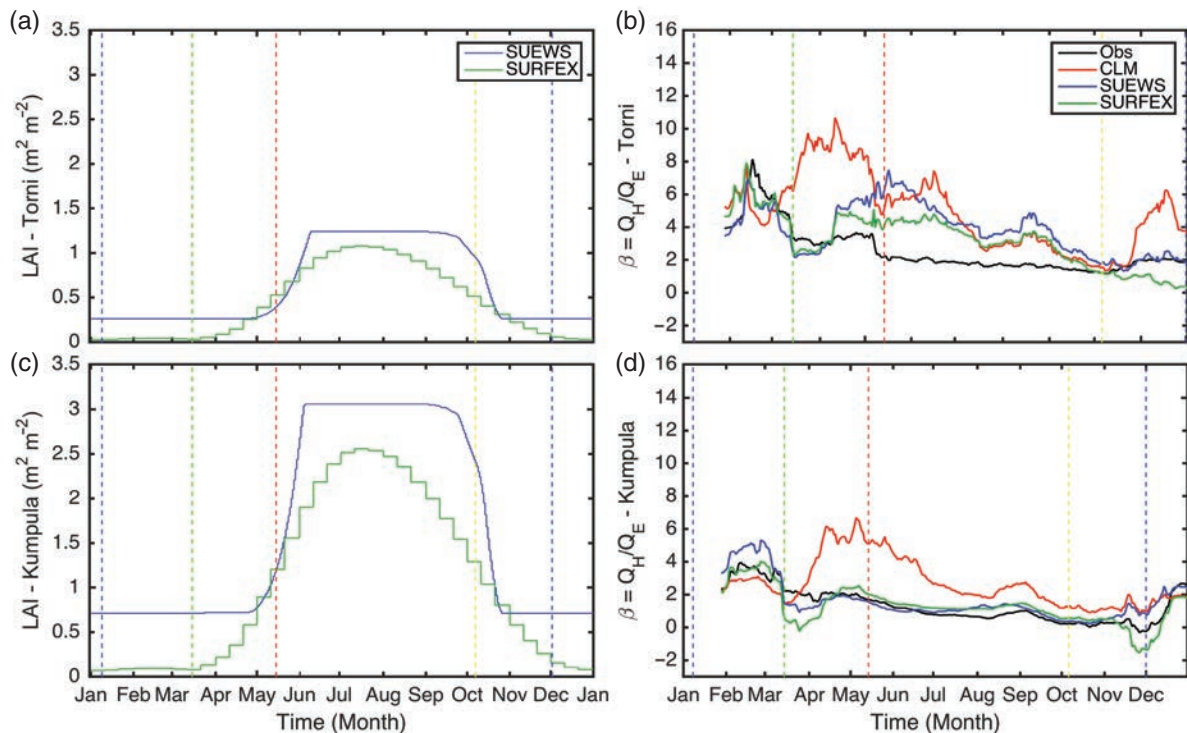 (a)
3.5
3
2.5
2
1.5
1
0.5
0
LAI - Torni (m² m⁻²)
SUEWS
SURFEX
(b)
16
14
12
10
8
6
4
2
0
−2
β = Q_H/Q_E - Torni
Obs
CLM
SUEWS
SURFEX
(c)
3.5
3
2.5
2
1.5
1
0.5
0
LAI - Kumpula (m² m⁻²)
Jan Feb Mar Apr May Jun Jul Aug Sep Oct Nov Dec Jan
Time (Month)
(d)
16
14
12
10
8
6
4
2
0
−2
β = Q_H/Q_E - Kumpula
Jan Feb Mar Apr May Jun Jul Aug Sep Oct Nov Dec
Time (Month)